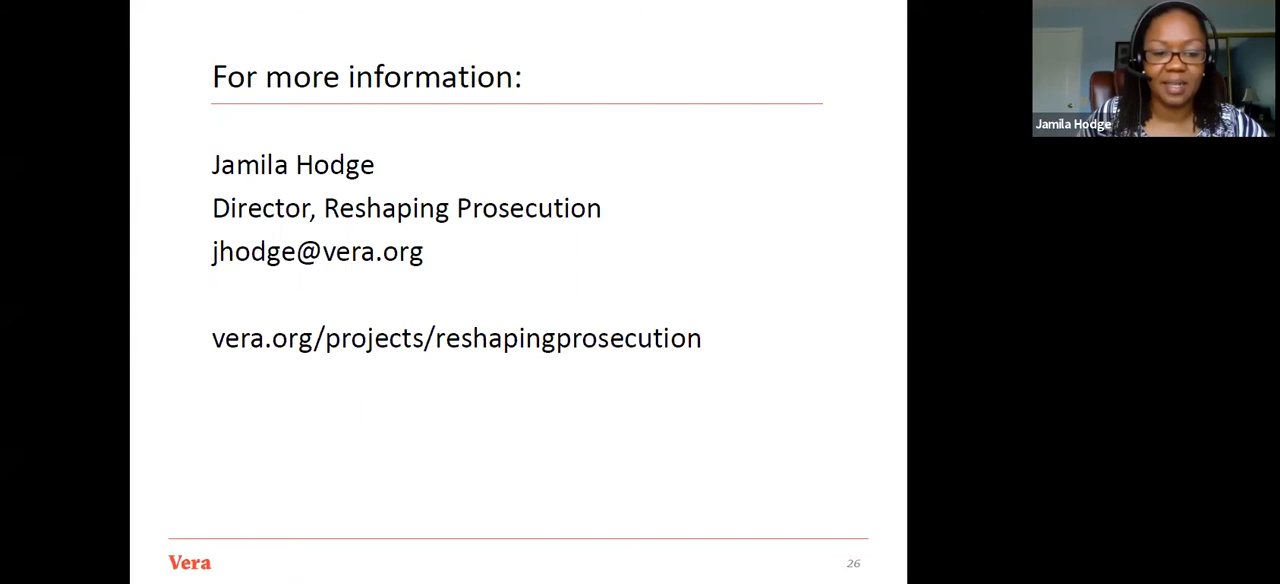 For more information:
Jamila Hodge
Director, Reshaping Prosecution
jhodge@vera.org
vera.org/projects/reshapingprosecution
Vera
26
Jamila Hodge